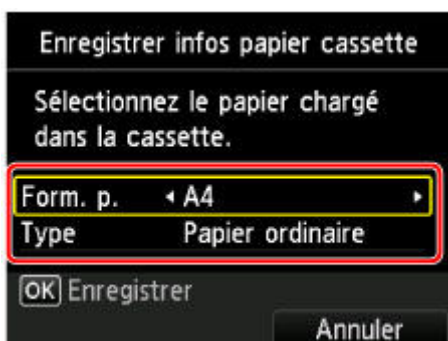 Enregistrer infos papier cassette
Sélectionnez le papier chargé
dans la cassette.
Form. p. A4
Type Papier ordinaire
OK Enregistrer
Annuler